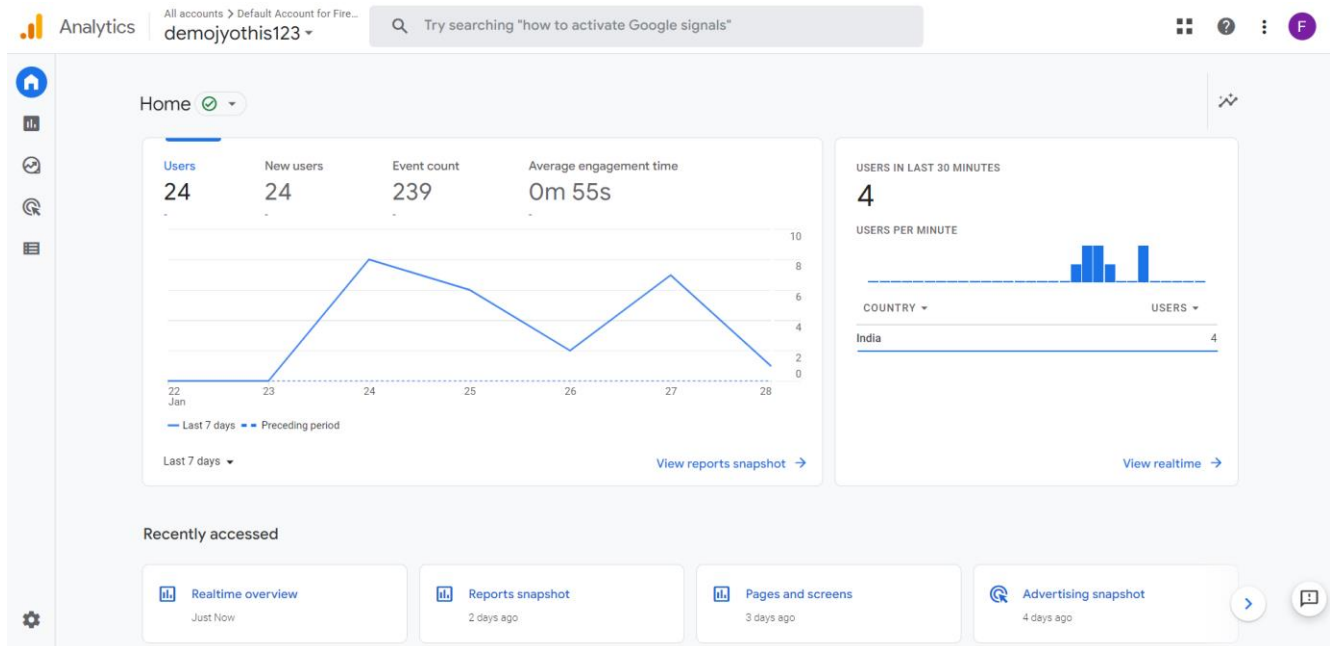 All accounts > Default Account for Fire...
Analytics
demojyothis123
Try searching "how to activate Google signals"
F
Home
Users
New users
Event count
Average engagement time
24
24
239
0m 55s
-
-
-
-
10
8
6
4
2
0
22
Jan
23
24
25
26
27
28
Last 7 days
Preceding period
Last 7 days
View reports snapshot
USERS IN LAST 30 MINUTES
4
USERS PER MINUTE
COUNTRY
USERS
India
4
View realtime
Recently accessed
Realtime overview
Just Now
Reports snapshot
2 days ago
Pages and screens
3 days ago
Advertising snapshot
4 days ago